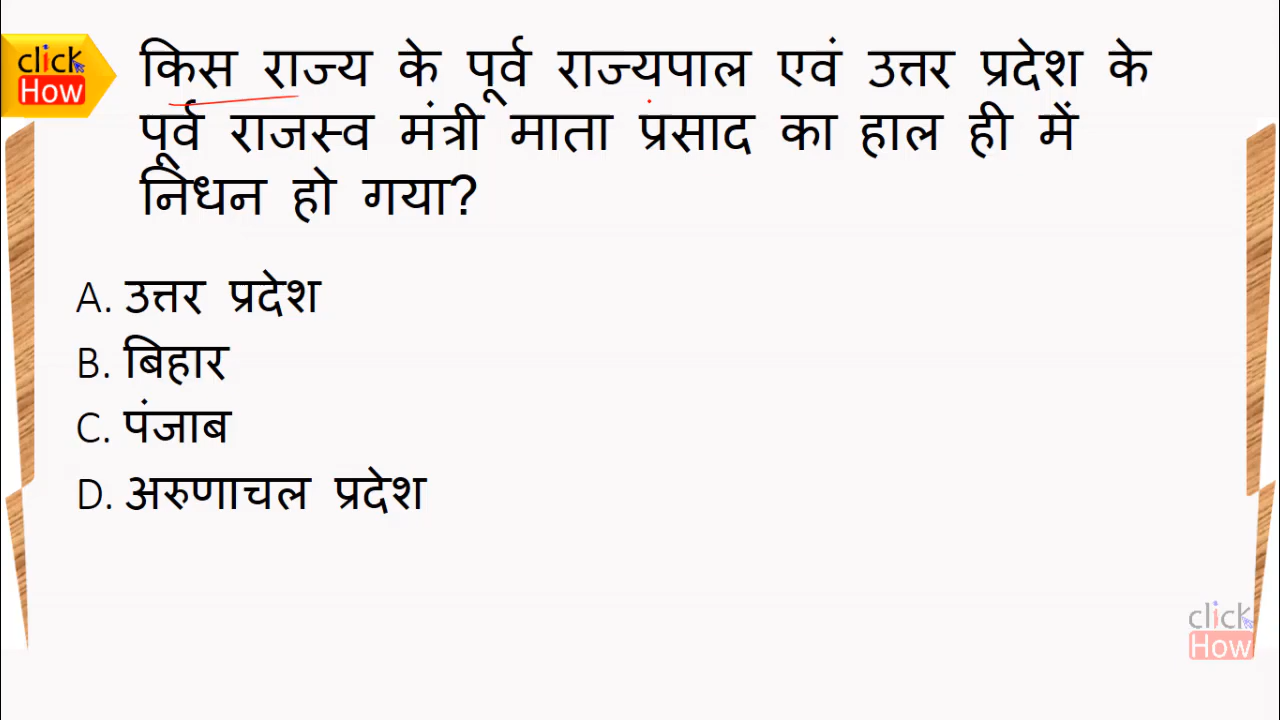 click
How
किस राज्य के पूर्व राज्यपाल एवं उत्तर प्रदेश के
पूर्व राजस्व मंत्री माता प्रसाद का हाल ही में
निधन हो गया?
A. उत्तर प्रदेश
B. बिहार
C. पंजाब
D. अरुणाचल प्रदेश
click
How